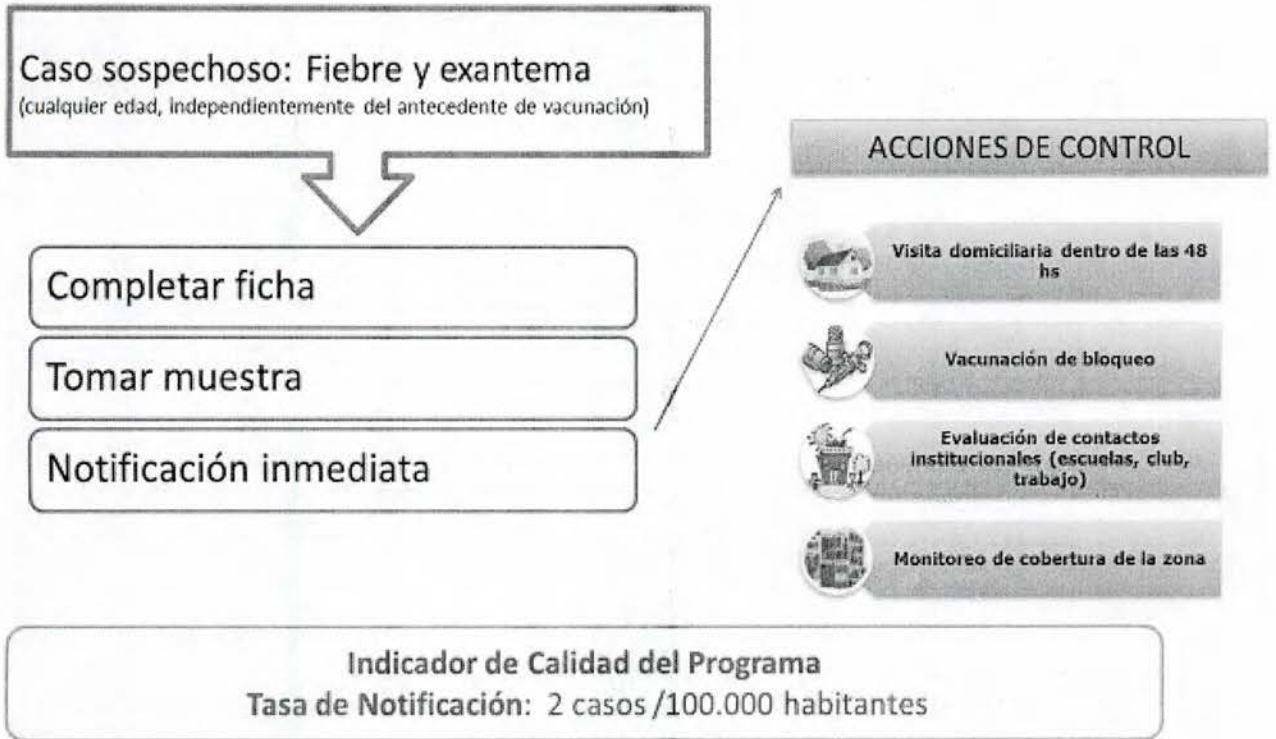 Caso sospechoso: Fiebre y exantema
(cualquier edad, independientemente del antecedente de vacunación)
Completar ficha
Tomar muestra
Notificación inmediata
ACCIONES DE CONTROL
Visita domiciliaria dentro de las 48
hs
Vacunación de bloqueo
Evaluación de contactos
institucionales (escuelas, club,
trabajo)
Monitoreo de cobertura de la zona
Indicador de Calidad del Programa
Tasa de Notificación: 2 casos /100.000 habitantes